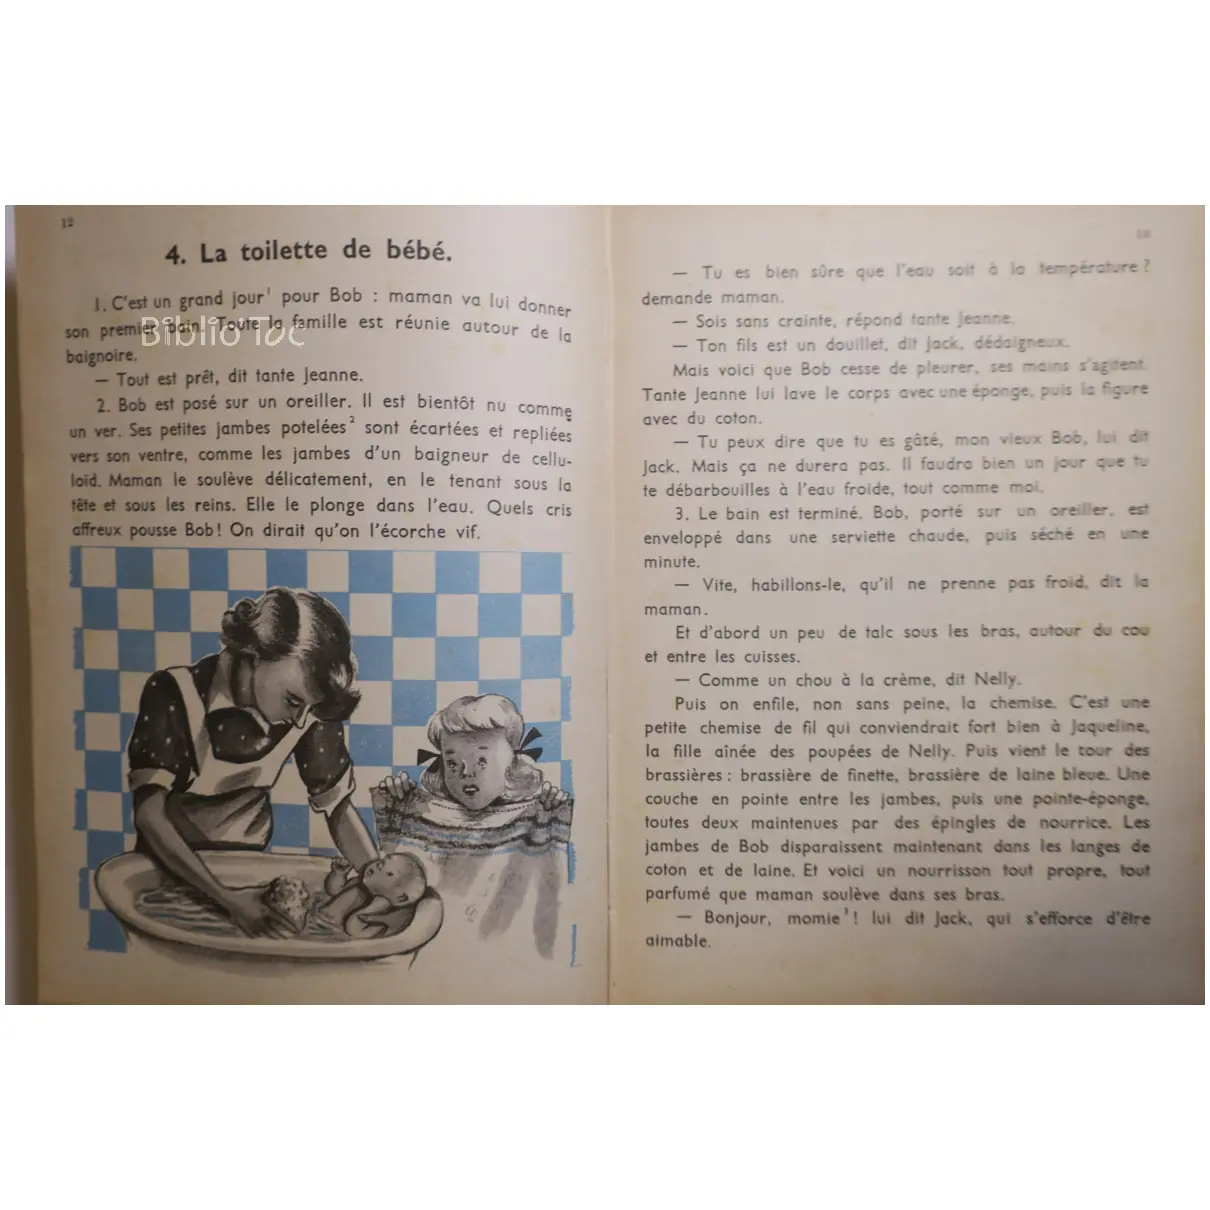 12
4. La toilette de bébé.
1. C'est un grand jour¹ pour Bob : maman va lui donner
son premier bain. Toute la famille est réunie autour de la
Biblio'Toc
baignoire.
— Tout est prêt, dit tante Jeanne.
2. Bob est posé sur un oreiller. Il est bientôt nu comme
un ver. Ses petites jambes potelées² sont écartées et repliées
vers son ventre, comme les jambes d'un baigneur de cellu-
loïd. Maman le soulève délicatement, en le tenant sous la
tête et sous les reins. Elle le plonge dans l'eau. Quels cris
affreux pousse Bob! On dirait qu'on l'écorche vif.
— Tu es bien sûre que l'eau soit à la température?
demande maman.
— Sois sans crainte, répond tante Jeanne.
— Ton fils est un douillet, dit Jack, dédaigneux.
Mais voici que Bob cesse de pleurer, ses mains s'agitent.
Tante Jeanne lui lave le corps avec une éponge, puis la figure
avec du coton.
— Tu peux dire que tu es gâté, mon vieux Bob, lui dit
Jack. Mais ça ne durera pas. Il faudra bien un jour que tu
te débarbouilles à l'eau froide, tout comme moi.
3. Le bain est terminé. Bob, porté sur un oreiller, est
enveloppé dans une serviette chaude, puis séché en une
minute.
— Vite, habillons-le, qu'il ne prenne pas froid, dit la
maman.
Et d'abord un peu de talc sous les bras, autour du cou
et entre les cuisses.
— Comme un chou à la crème, dit Nelly.
Puis on enfile, non sans peine, la chemise. C'est une
petite chemise de fil qui conviendrait fort bien à Jaqueline,
la fille aînée des poupées de Nelly. Puis vient le tour des
brassières : brassière de finette, brassière de laine bleue. Une
couche en pointe entre les jambes, puis une pointe-éponge,
toutes deux maintenues par des épingles de nourrice. Les
jambes de Bob disparaissent maintenant dans les langes de
coton et de laine. Et voici un nourrisson tout propre, tout
parfumé que maman soulève dans ses bras.
— Bonjour, momie³! lui dit Jack, qui s'efforce d'être
aimable.